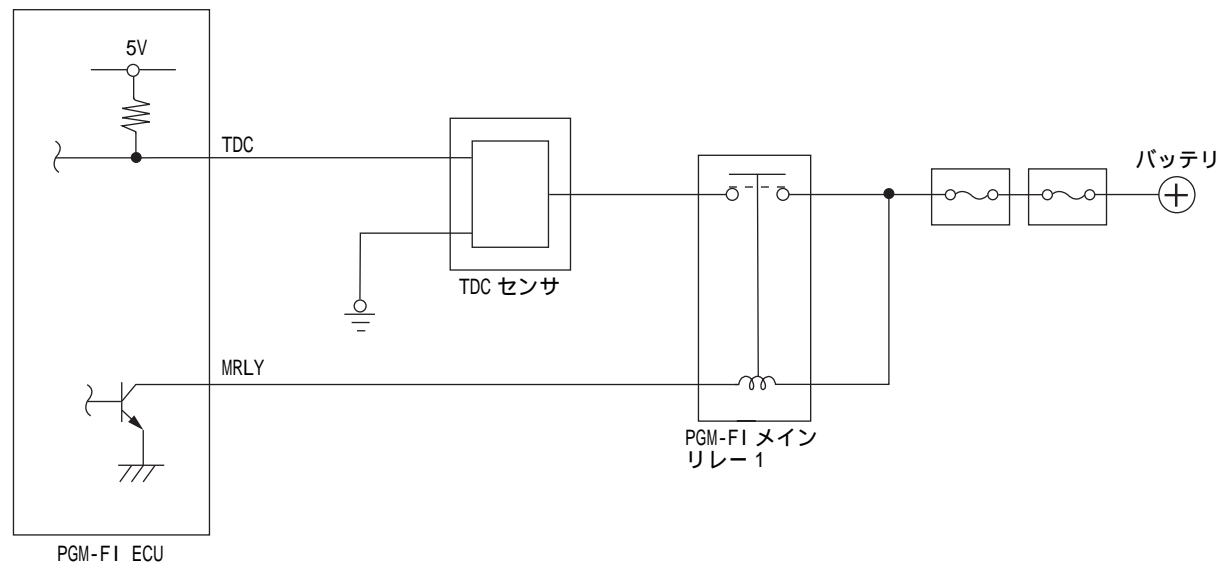 5V
TDC
バッテリ
TDC センサ
MRLY
PGM-FI メイン
リレー 1
PGM-FI ECU